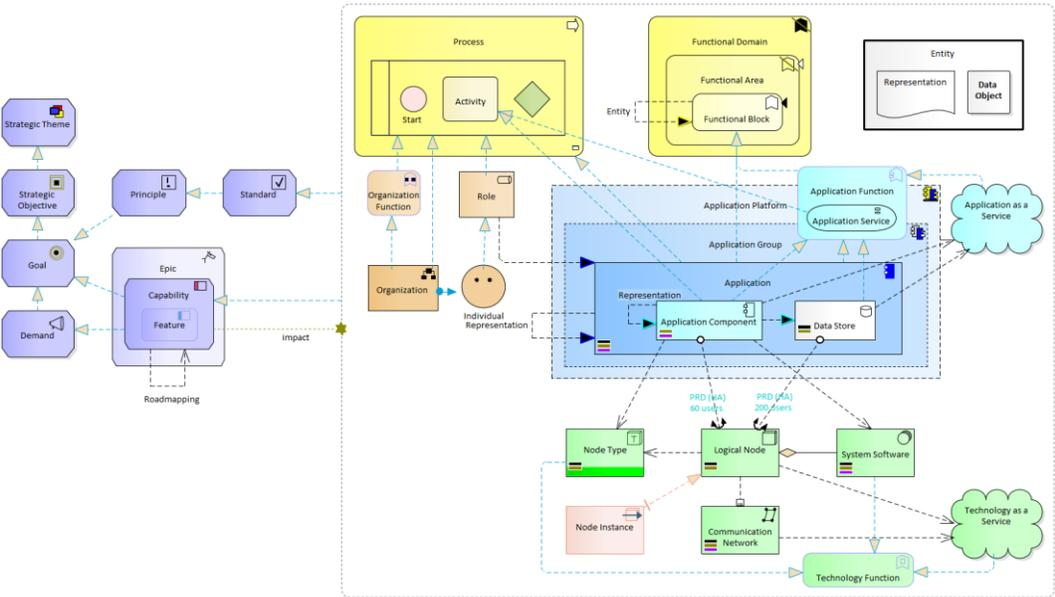 Process
Functional Domain
Entity
Functional Area
Representation
Data
Object
Activity
Start
Entity
Functional Block
Strategic Theme
Strategic
Objective
Principle
Standard
Organization
Function
Role
Application Function
Application Service
Application Platform
Application as a
Service
Application Group
Goal
Epic
Capability
Feature
Organization
Individual
Representation
Application
Representation
Application Component
Data Store
Demand
Impact
Roadmapping
PRD (HA)
60 users
PRD (HA)
200 users
Node Type
Logical Node
System Software
Node Instance
Communication
Network
Technology as a
Service
Technology Function